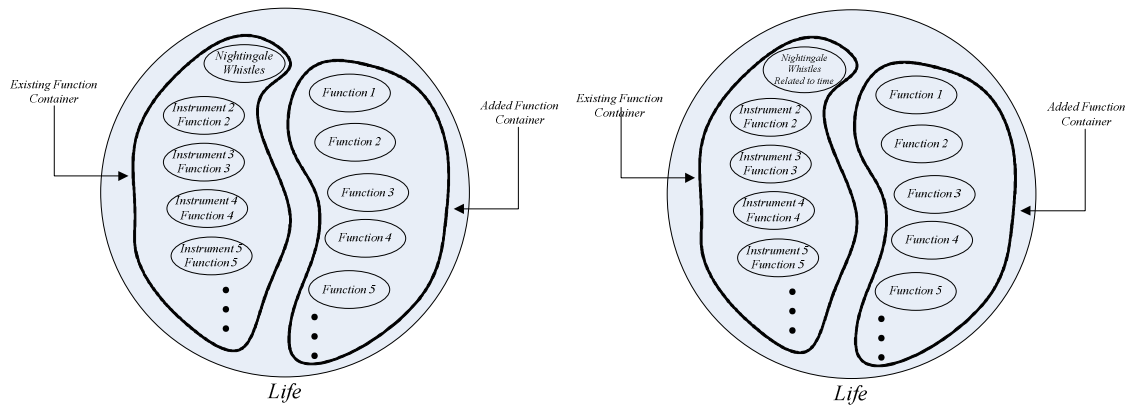 Existing Function
Container
Nightingale
Whistles
Instrument 2
Function 2
Instrument 3
Function 3
Instrument 4
Function 4
Instrument 5
Function 5
Function 1
Function 2
Function 3
Function 4
Function 5
Added Function
Container
Life
Existing Function
Container
Nightingale
Whistles
Related to time
Instrument 2
Function 2
Instrument 3
Function 3
Instrument 4
Function 4
Instrument 5
Function 5
Function 1
Function 2
Function 3
Function 4
Function 5
Added Function
Container
Life